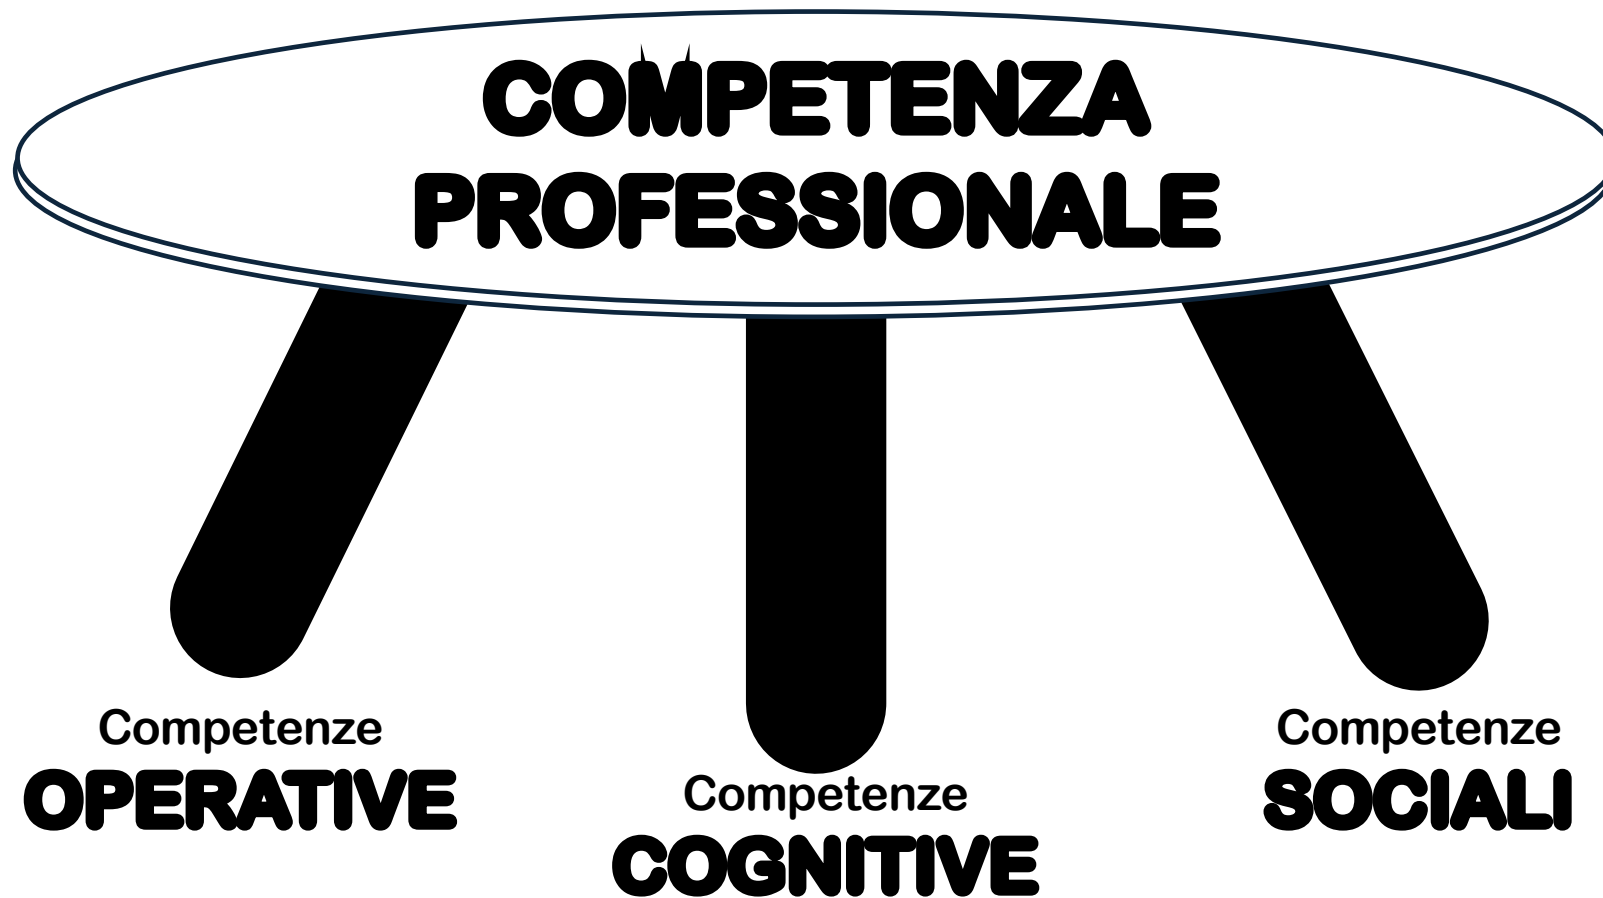 COMPETENZA
PROFESSIONALE
Competenze
OPERATIVE
Competenze
COGNITIVE
Competenze
SOCIALI